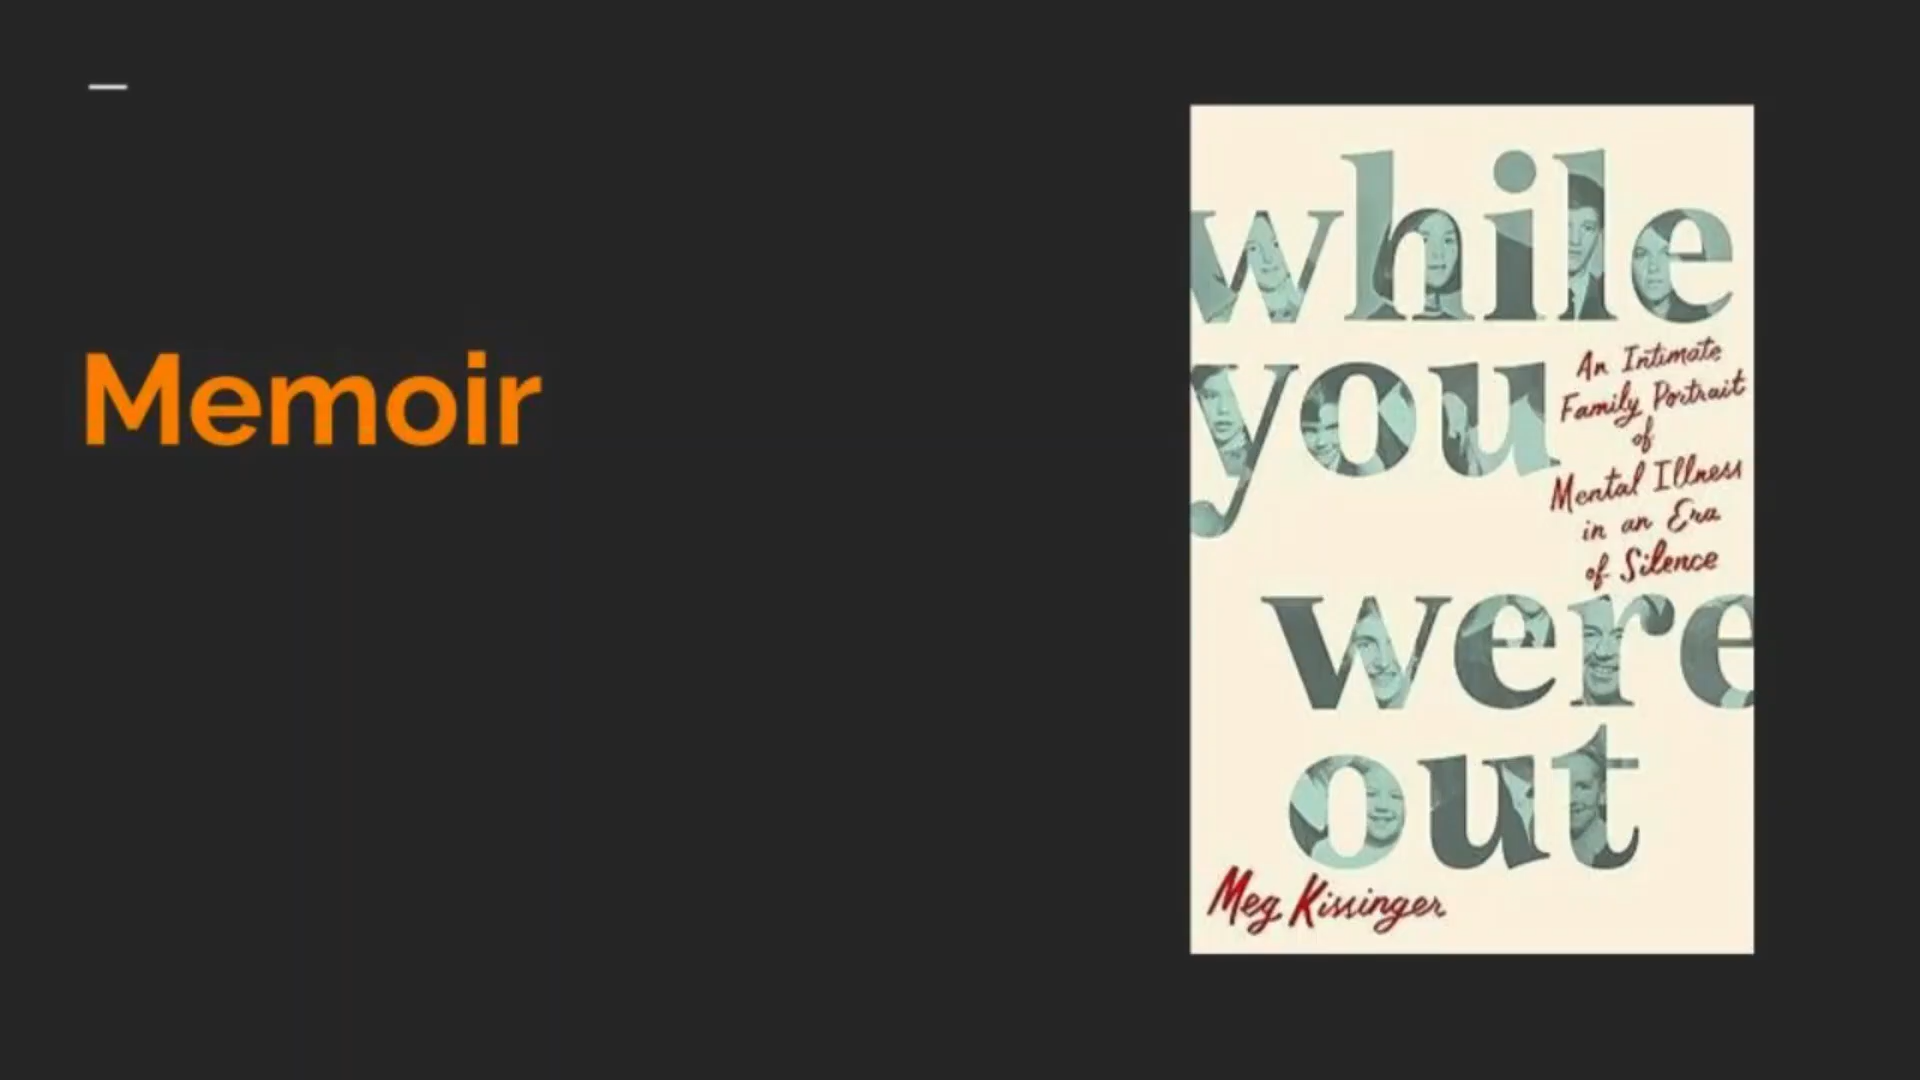 Memoir
while
you
An Intimate
Family Portrait
of
Mental Illness
in an Era
of Silence
were
out
Meg Kissinger